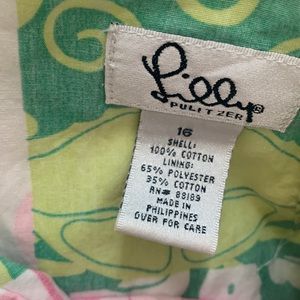 Lilly®
PULITZER
16
SHELL:
100% COTTON
LINING:
65% POLYESTER
35% COTTON
RN# 88189
MADE IN
PHILIPPINES
OVER FOR CARE